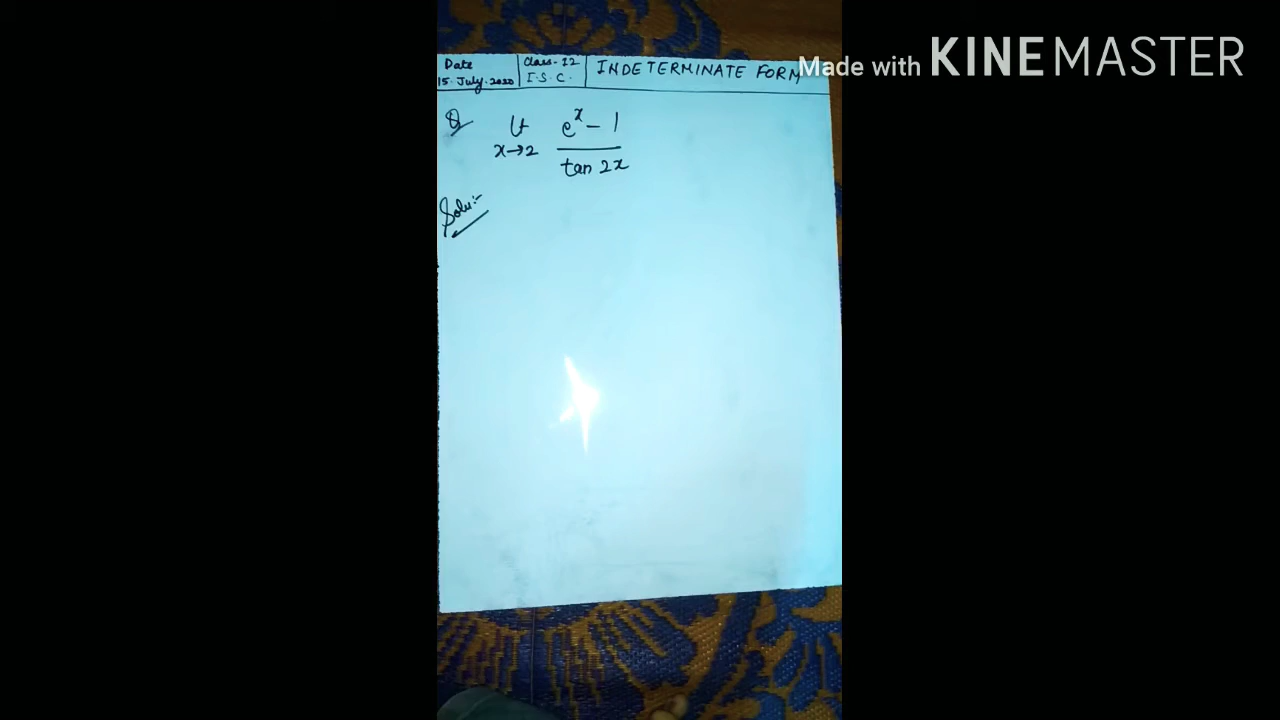 Made with KINEMASTER
Date Class-12 INDETERMINATE FORM
15 July. 2020 I.S.C.
Q Lt e^x - 1
x→2 tan 2x
Solu:-